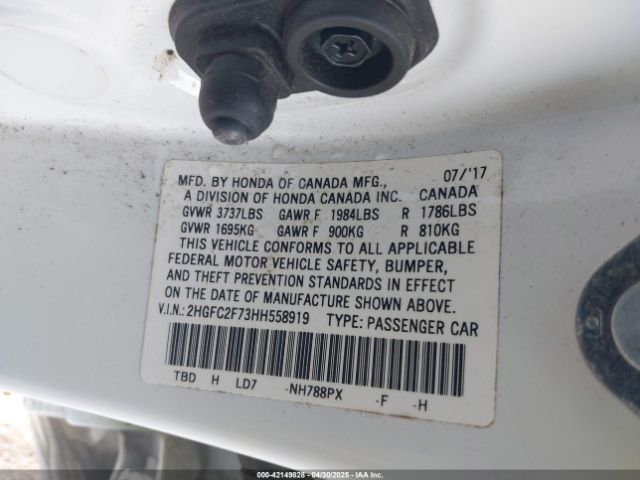 MFD. BY HONDA OF CANADA MFG., 07/'17
A DIVISION OF HONDA CANADA INC. CANADA
GVWR 3737LBS GAWR F 1984LBS R 1786LBS
GVWR 1695KG GAWR F 900KG R 810KG
THIS VEHICLE CONFORMS TO ALL APPLICABLE
FEDERAL MOTOR VEHICLE SAFETY, BUMPER,
AND THEFT PREVENTION STANDARDS IN EFFECT
ON THE DATE OF MANUFACTURE SHOWN ABOVE.
V.I.N.: 2HGFC2F73HH558919 TYPE: PASSENGER CAR
TBD H LD7 -NH788PX -F -H
000-42149828 - 04/30/2025 - IAA Inc.